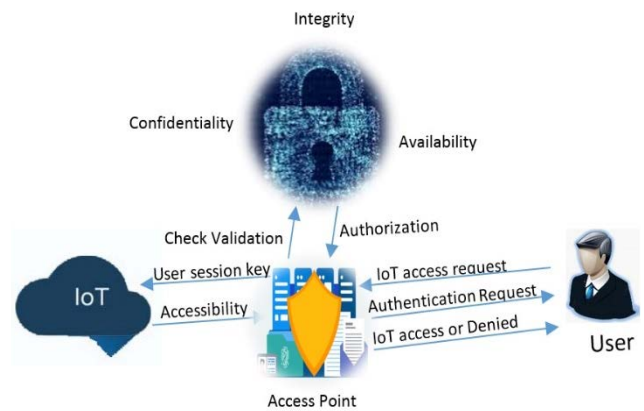 Integrity
Confidentiality
Availability
Check Validation
Authorization
User session key
IoT access request
IoT
Accessibility
Authentication Request
IoT access or Denied
User
Access Point